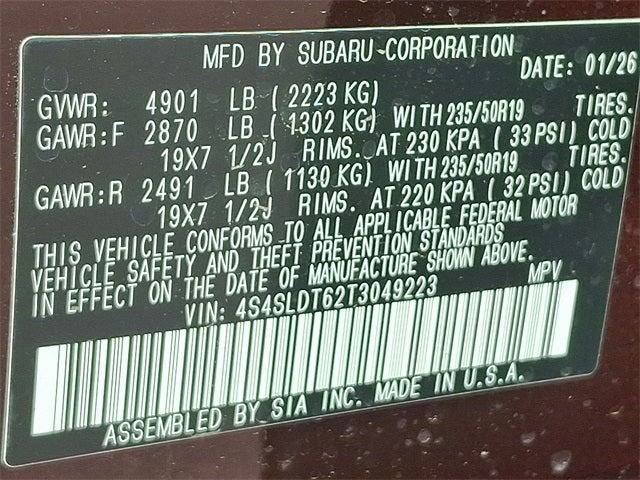 MFD BY SUBARU CORPORATION
DATE: 01/26
GVWR: 4901 LB ( 2223 KG)
GAWR:F 2870 LB ( 1302 KG) WITH 235/50R19 TIRES.
19X7 1/2J RIMS. AT 230 KPA ( 33 PSI) COLD
GAWR:R 2491 LB ( 1130 KG) WITH 235/50R19 TIRES.
19X7 1/2J RIMS. AT 220 KPA ( 32 PSI) COLD
THIS VEHICLE CONFORMS TO ALL APPLICABLE FEDERAL MOTOR
VEHICLE SAFETY AND THEFT PREVENTION STANDARDS
IN EFFECT ON THE DATE OF MANUFACTURE SHOWN ABOVE.
VIN: 4S4SLDT62T3049223 MPV
ASSEMBLED BY SIA INC. MADE IN U.S.A.